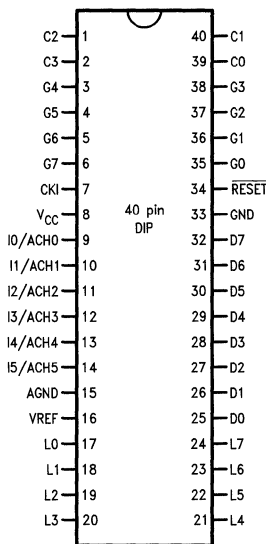 C2 1 40 C1
C3 2 39 C0
G4 3 38 G3
G5 4 37 G2
G6 5 36 G1
G7 6 35 G0
CKI 7 34 RESET
VCC 8 40 pin 33 GND
I0/ACH0 9 DIP 32 D7
I1/ACH1 10 31 D6
I2/ACH2 11 30 D5
I3/ACH3 12 29 D4
I4/ACH4 13 28 D3
I5/ACH5 14 27 D2
AGND 15 26 D1
VREF 16 25 D0
L0 17 24 L7
L1 18 23 L6
L2 19 22 L5
L3 20 21 L4